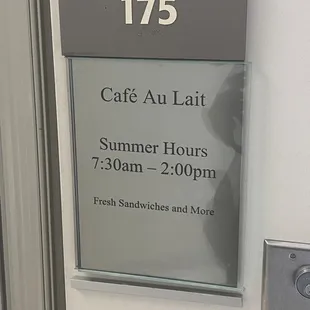 175
Café Au Lait
Summer Hours
7:30am – 2:00pm
Fresh Sandwiches and More